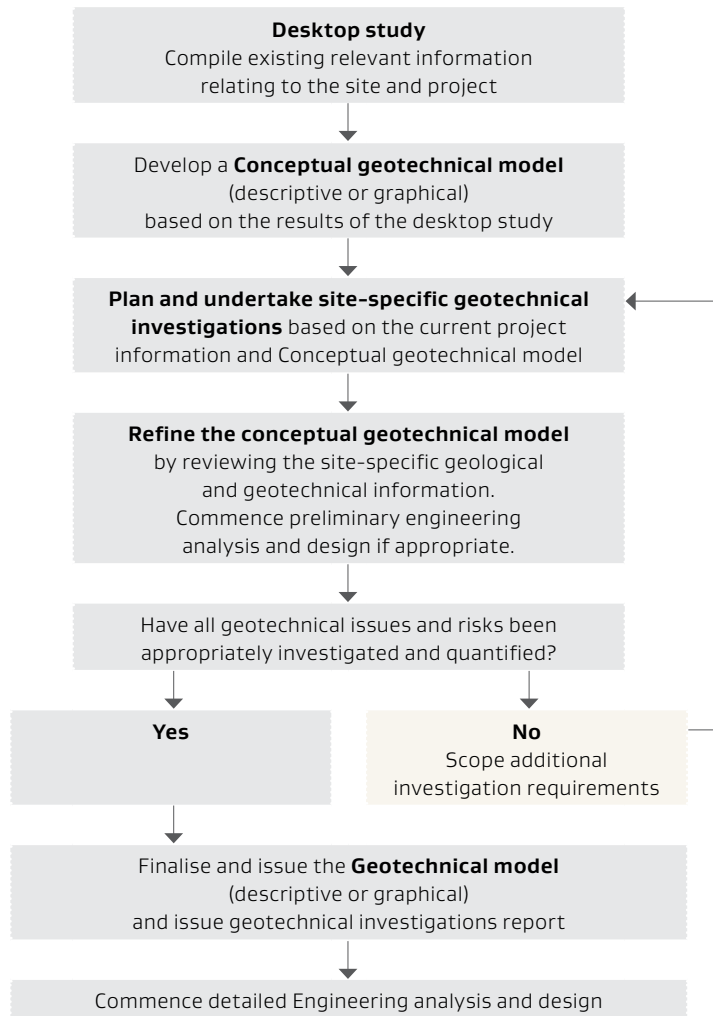 Desktop study
Compile existing relevant information
relating to the site and project
Develop a Conceptual geotechnical model
(descriptive or graphical)
based on the results of the desktop study
Plan and undertake site-specific geotechnical
investigations based on the current project
information and Conceptual geotechnical model
Refine the conceptual geotechnical model
by reviewing the site-specific geological
and geotechnical information.
Commence preliminary engineering
analysis and design if appropriate.
Have all geotechnical issues and risks been
appropriately investigated and quantified?
Yes
No
Scope additional
investigation requirements
Finalise and issue the Geotechnical model
(descriptive or graphical)
and issue geotechnical investigations report
Commence detailed Engineering analysis and design